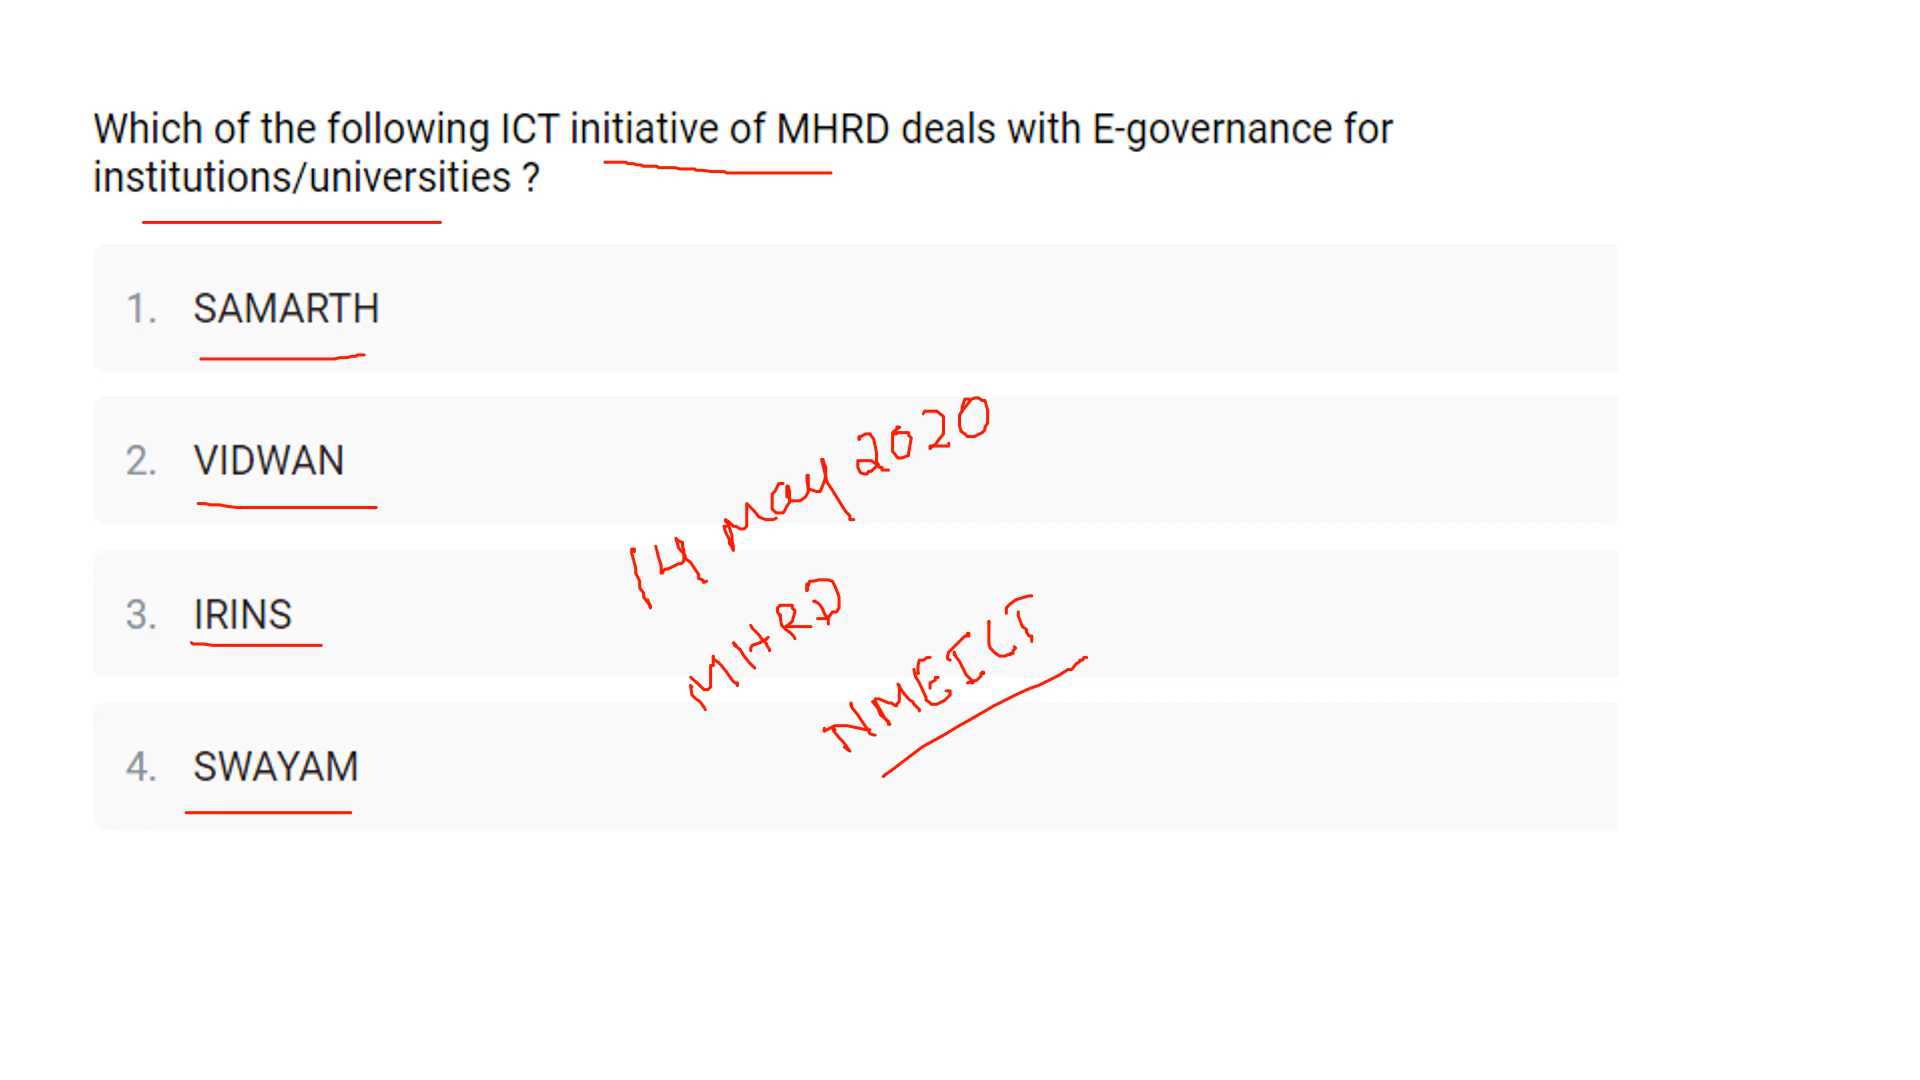 Which of the following ICT initiative of MHRD deals with E-governance for
institutions/universities ?
1. SAMARTH
2. VIDWAN
3. IRINS
4. SWAYAM
14 May 2020
MHRD
NMEICT